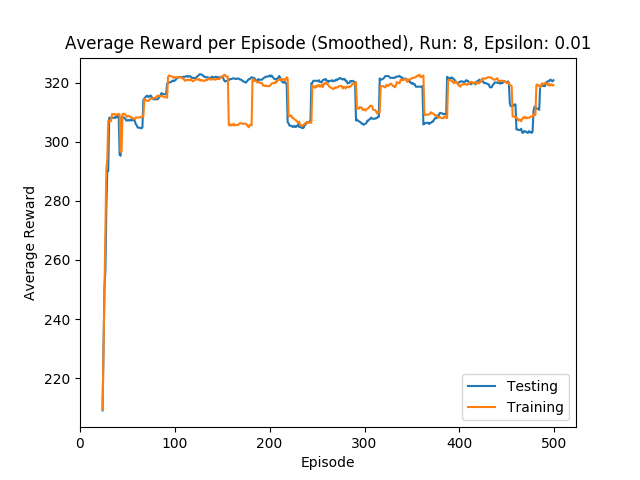 Average Reward per Episode (Smoothed), Run: 8, Epsilon: 0.01
Average Reward
320
300
280
260
240
220
0 100 200 300 400 500
Episode
Testing
Training